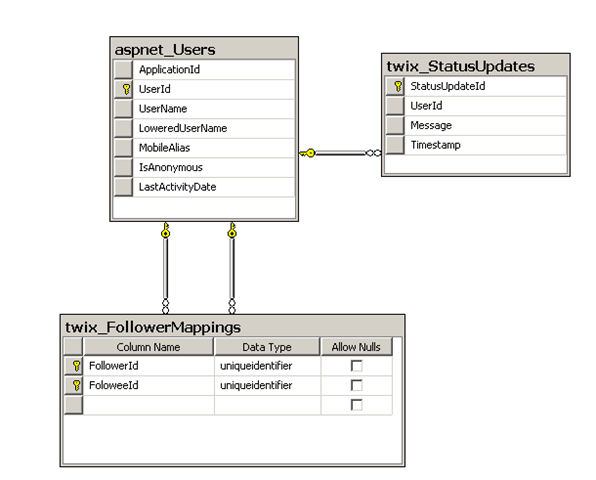 aspnet_Users
ApplicationId
UserId
UserName
LoweredUserName
MobileAlias
IsAnonymous
LastActivityDate
twix_StatusUpdates
StatusUpdateId
UserId
Message
Timestamp
twix_FollowerMappings
Column Name Data Type Allow Nulls
FollowerId uniqueidentifier
FoloweeId uniqueidentifier